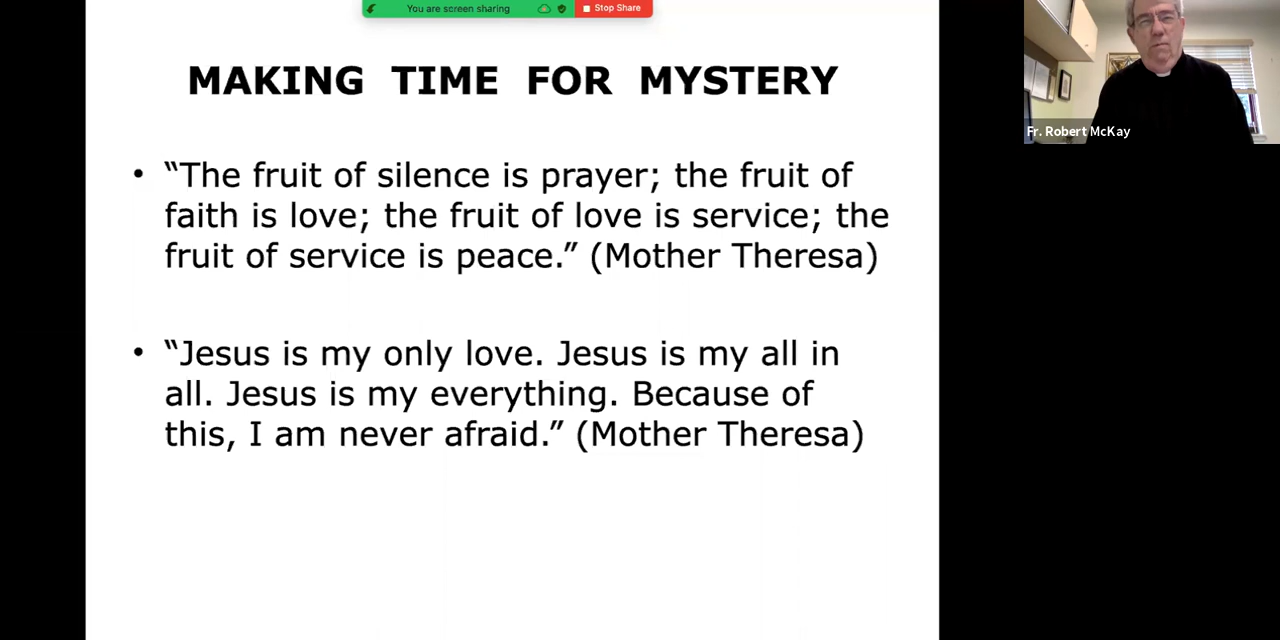 You are screen sharing
Stop Share
MAKING TIME FOR MYSTERY
Fr. Robert McKay
• “The fruit of silence is prayer; the fruit of
faith is love; the fruit of love is service; the
fruit of service is peace.” (Mother Theresa)
• “Jesus is my only love. Jesus is my all in
all. Jesus is my everything. Because of
this, I am never afraid.” (Mother Theresa)